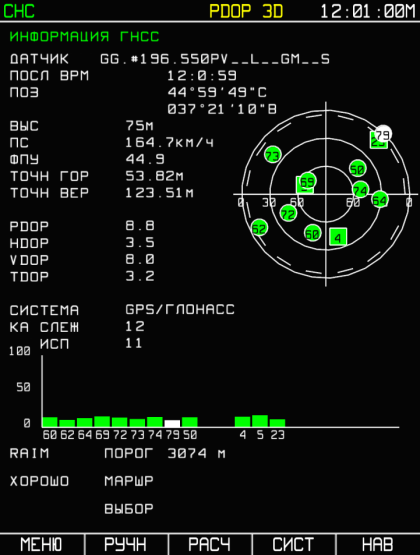 СНС PDOP 3D 12:01:00М
ИНФОРМАЦИЯ ГНСС
ДАТЧИК GG.#196.550PV__L__GM__S
ПОСЛ ВРМ 12:0:59
ПОЗ 44°59'49"С
037°21'10"В
ВЫС 75м
ПС 164.7км/ч
ФПУ 44.9
ТОЧН ГОР 53.82м
ТОЧН ВЕР 123.51м
79
73
50
69
74
64
72
62
60
4
0 30 60 60 0
PDOP 8.8
HDOP 3.5
VDOP 8.0
TDOP 3.2
СИСТЕМА GPS/ГЛОНАСС
КА СЛЕЖ 12
ИСП 11
100
50
0
60 62 64 69 72 73 74 79 50 4 5 23
RAIM ПОРОГ 3074 м
ХОРОШО МАРШР
ВЫБОР
МЕНЮ РУЧН РАСЧ СИСТ НАВ